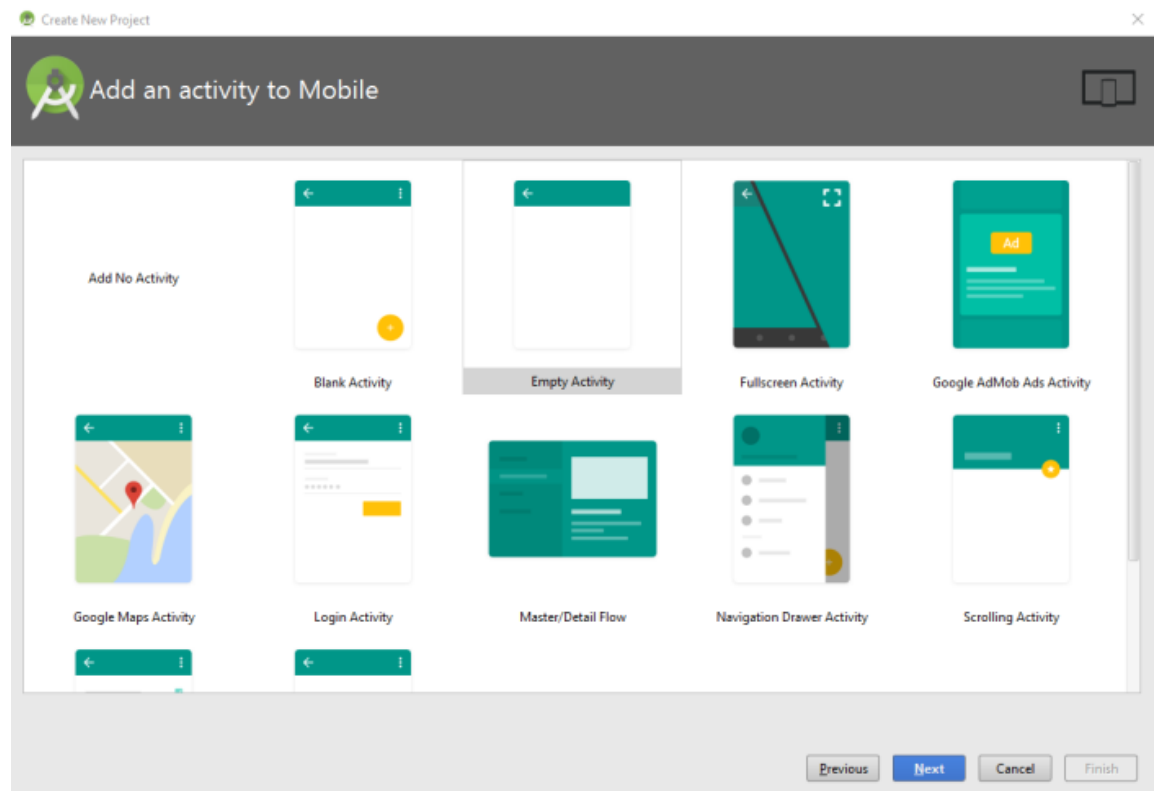 Create New Project
Add an activity to Mobile
Add No Activity
Blank Activity
Empty Activity
Fullscreen Activity
Ad
Google AdMob Ads Activity
Google Maps Activity
Login Activity
Master/Detail Flow
Navigation Drawer Activity
Scrolling Activity
Previous
Next
Cancel
Finish